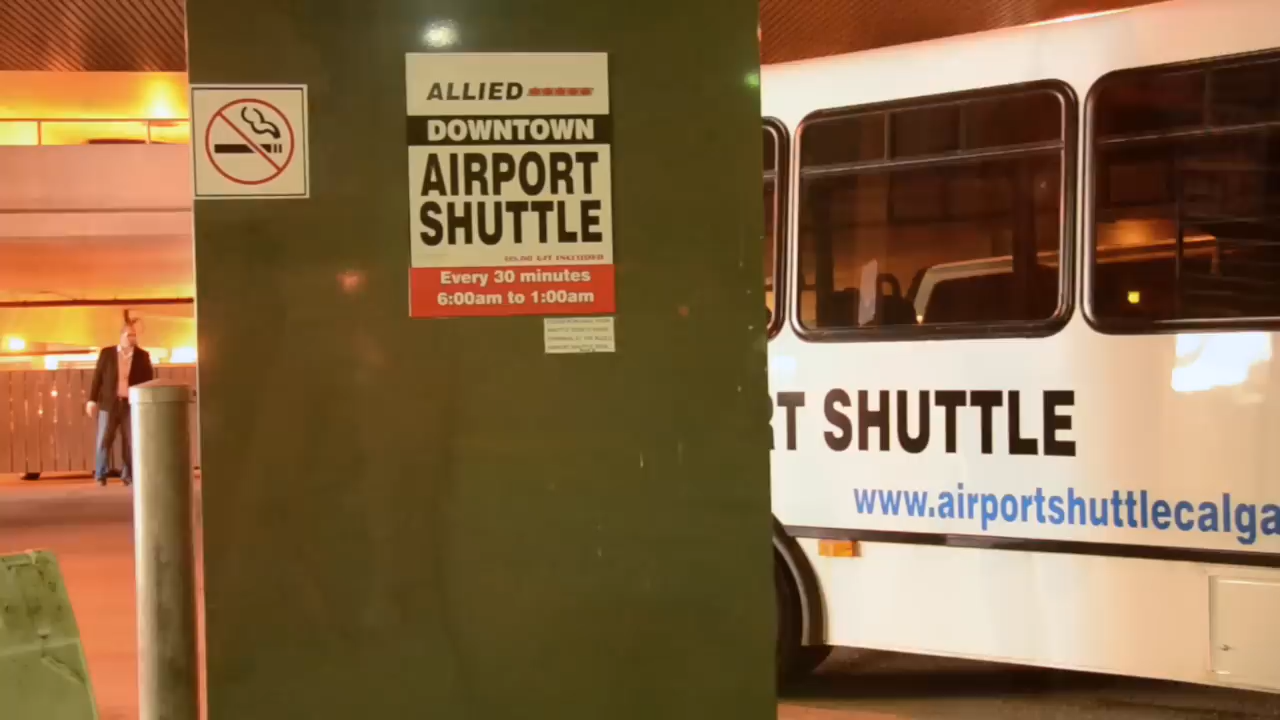 ALLIED
DOWNTOWN
AIRPORT
SHUTTLE
Every 30 minutes
6:00am to 1:00am
RT SHUTTLE
www.airportshuttlecalga